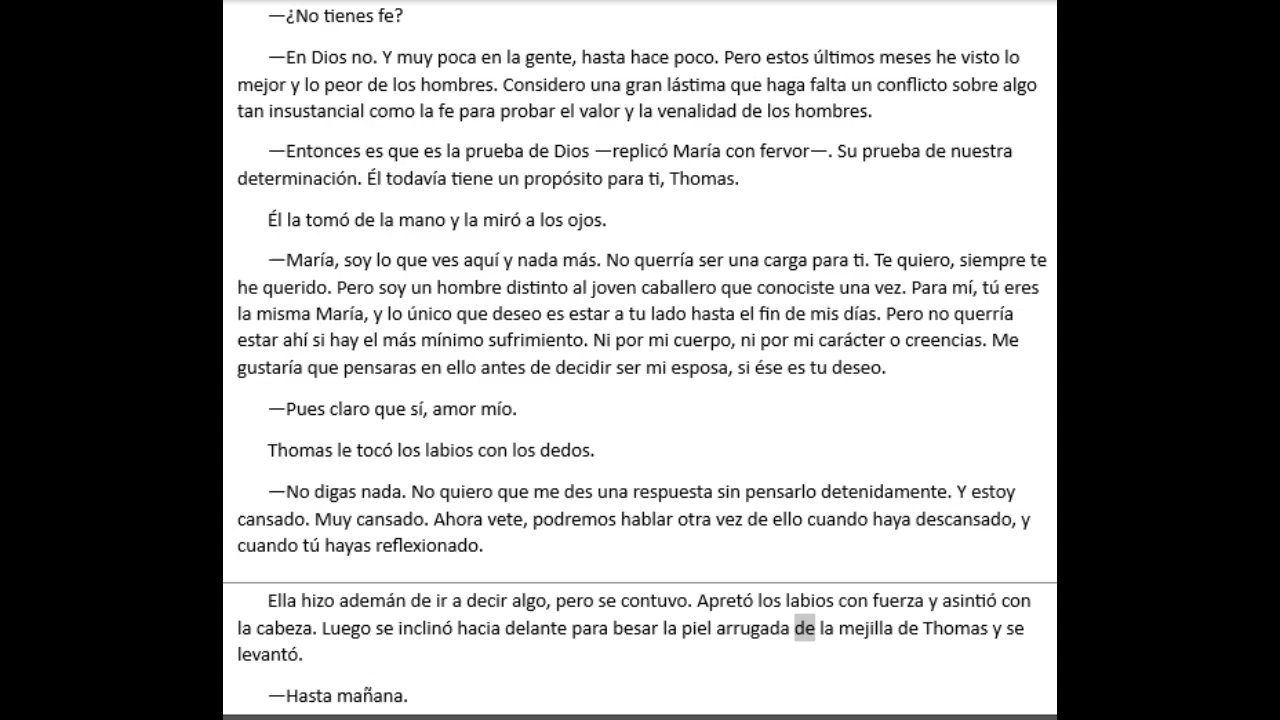 —¿No tienes fe?
—En Dios no. Y muy poca en la gente, hasta hace poco. Pero estos últimos meses he visto lo
mejor y lo peor de los hombres. Considero una gran lástima que haga falta un conflicto sobre algo
tan insustancial como la fe para probar el valor y la venalidad de los hombres.
—Entonces es que es la prueba de Dios —replicó María con fervor—. Su prueba de nuestra
determinación. Él todavía tiene un propósito para ti, Thomas.
Él la tomó de la mano y la miró a los ojos.
—María, soy lo que ves aquí y nada más. No querría ser una carga para ti. Te quiero, siempre te
he querido. Pero soy un hombre distinto al joven caballero que conociste una vez. Para mí, tú eres
la misma María, y lo único que deseo es estar a tu lado hasta el fin de mis días. Pero no querría
estar ahí si hay el más mínimo sufrimiento. Ni por mi cuerpo, ni por mi carácter o creencias. Me
gustaría que pensaras en ello antes de decidir ser mi esposa, si ése es tu deseo.
—Pues claro que sí, amor mío.
Thomas le tocó los labios con los dedos.
—No digas nada. No quiero que me des una respuesta sin pensarlo detenidamente. Y estoy
cansado. Muy cansado. Ahora vete, podremos hablar otra vez de ello cuando haya descansado, y
cuando tú hayas reflexionado.
Ella hizo ademán de ir a decir algo, pero se contuvo. Apretó los labios con fuerza y asintió con
la cabeza. Luego se inclinó hacia delante para besar la piel arrugada de la mejilla de Thomas y se
levantó.
—Hasta mañana.